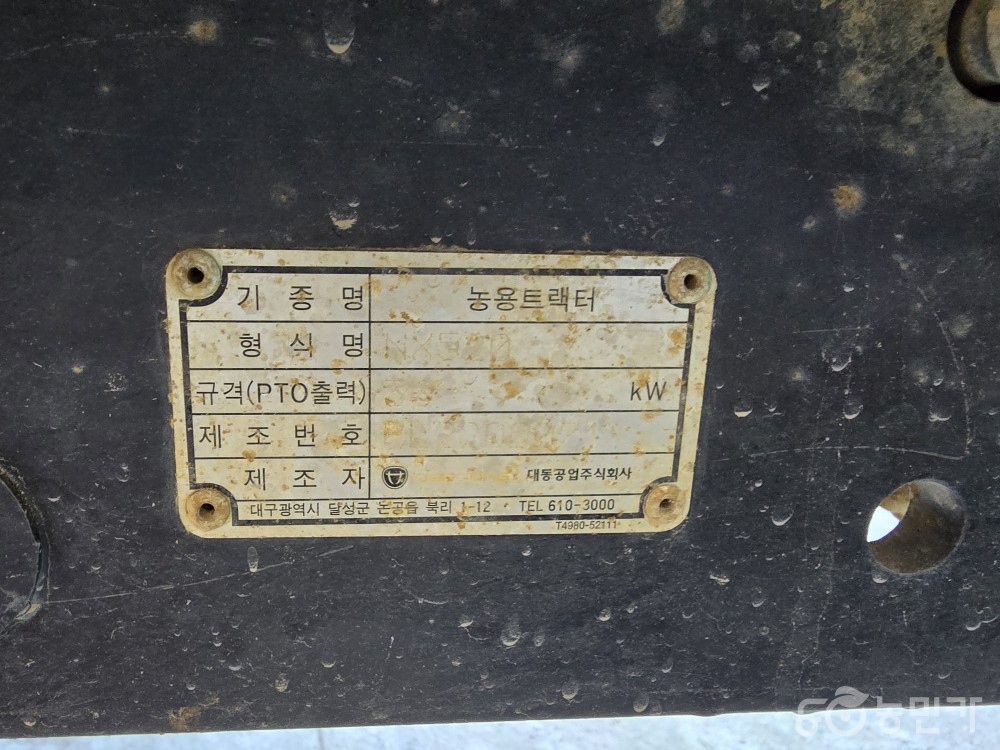 기종명 농용트랙터
형식명
규격(PTO출력) kW
제조번호
제조자 대동공업주식회사
대구광역시 달성군 논공읍 북리 1-12 TEL 610-3000
T4980-52111
농민가